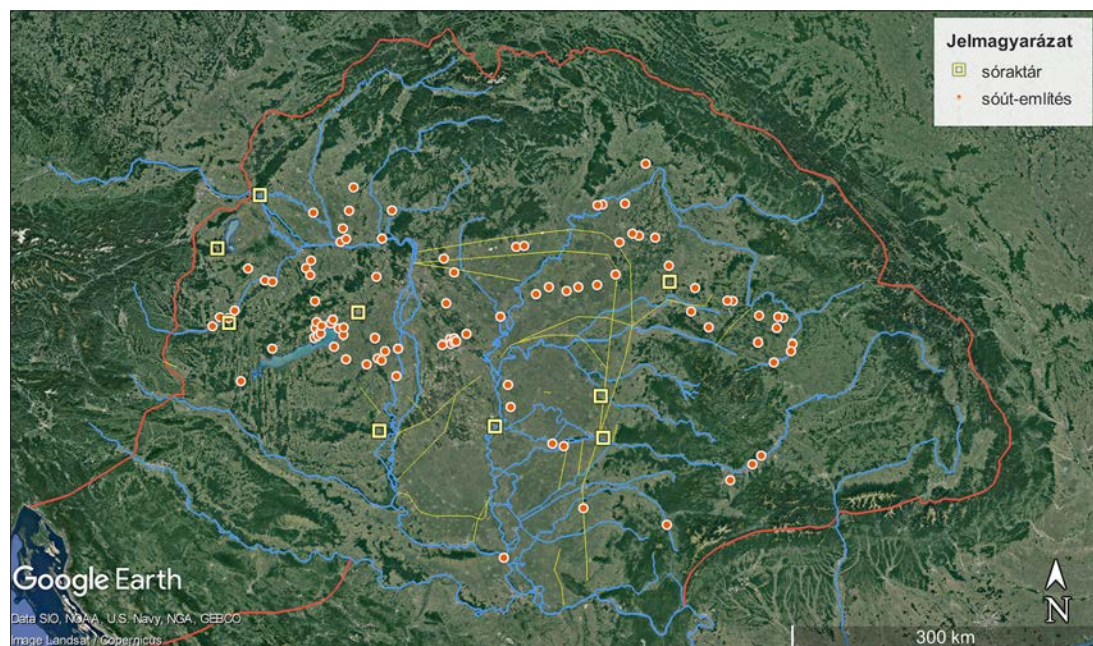 Jelmagyarázat
sóraktár
sóút-említés
Google Earth
Data SIO, NOAA, U.S. Navy, NGA, GEBCO
Image Landsat / Copernicus
N
300 km